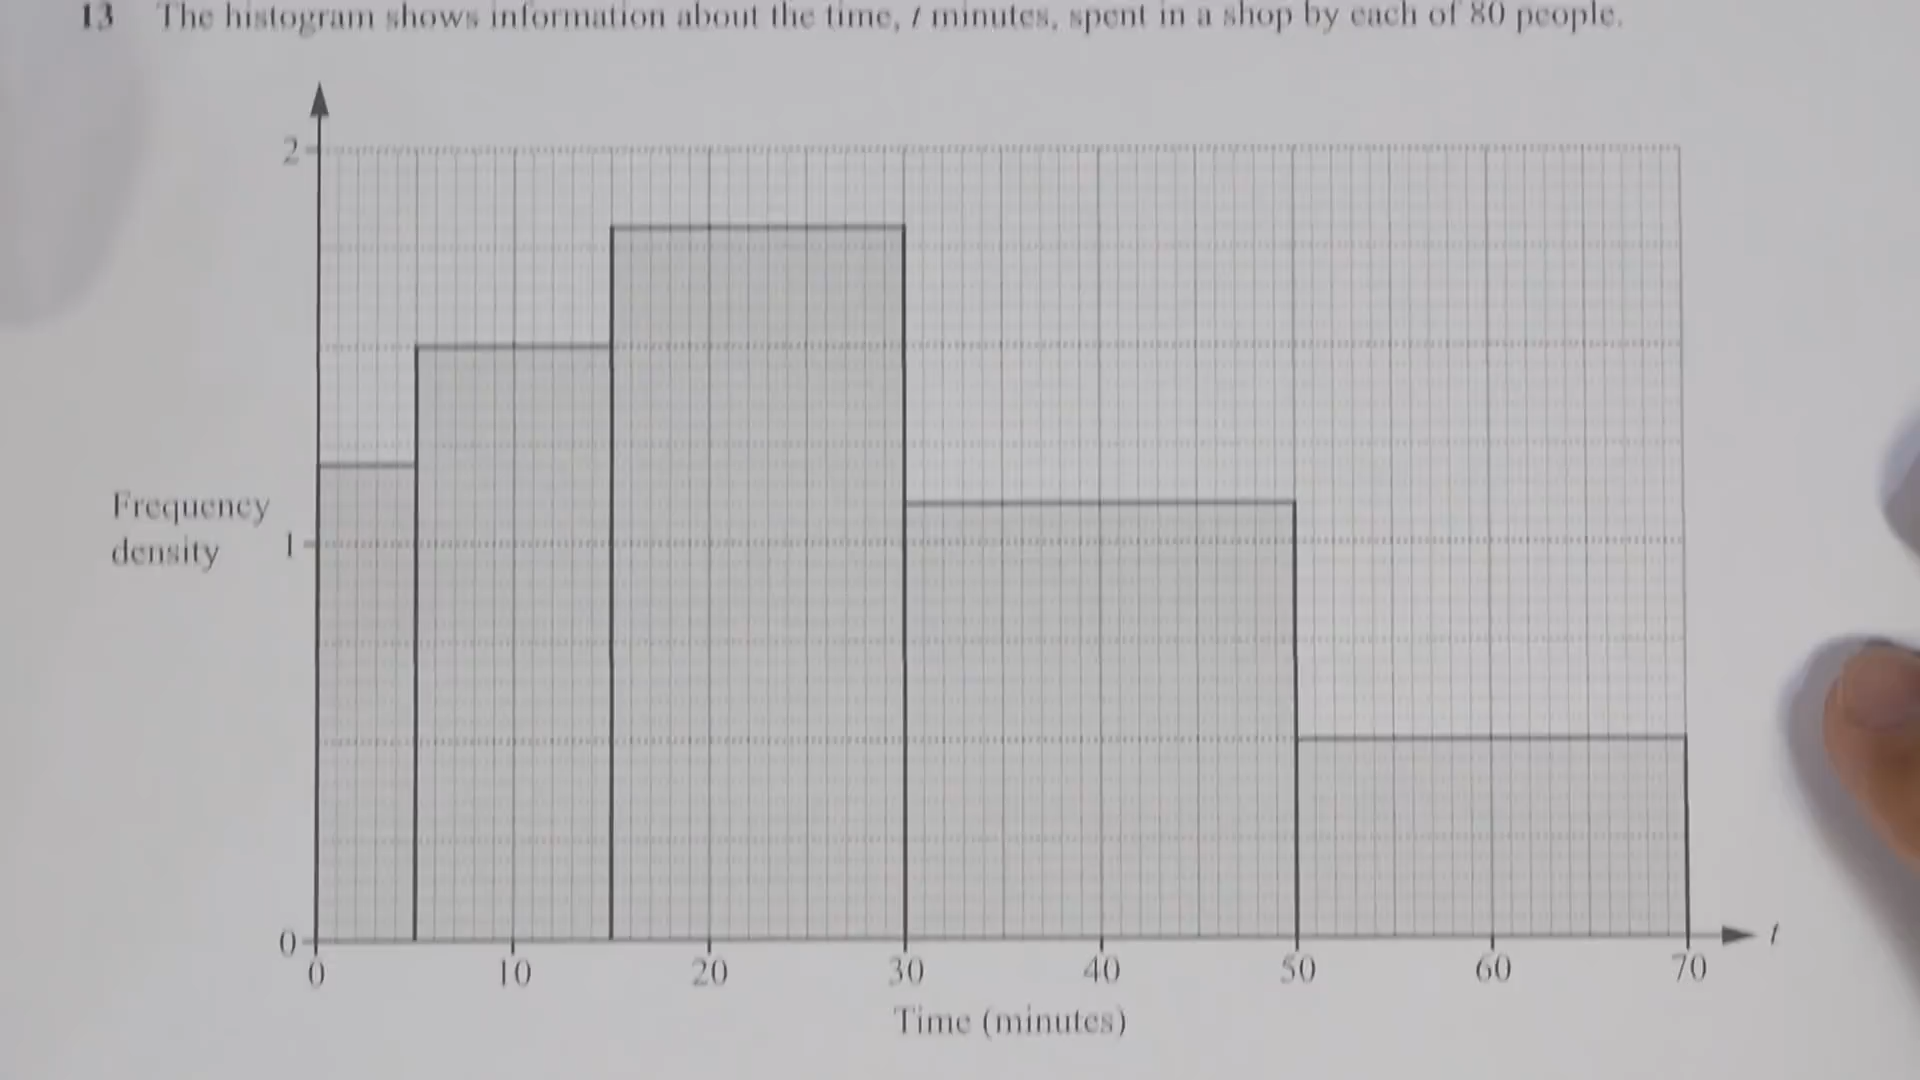 13 The histogram shows information about the time, t minutes, spent in a shop by each of 80 people.
2
Frequency
density
1
0
0 10 20 30 40 50 60 70
t
Time (minutes)